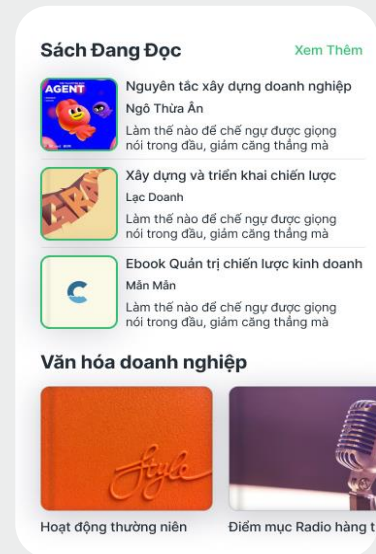 Sách Đang Đọc
Xem Thêm
AGENT
Nguyên tắc xây dựng doanh nghiệp
Ngô Thừa Ân
Làm thế nào để chế ngự được giọng
nói trong đầu, giảm căng thẳng mà
Xây dựng và triển khai chiến lược
Lạc Doanh
Làm thế nào để chế ngự được giọng
nói trong đầu, giảm căng thẳng mà
Ebook Quản trị chiến lược kinh doanh
Mẫn Mẫn
Làm thế nào để chế ngự được giọng
nói trong đầu, giảm căng thẳng mà
Văn hóa doanh nghiệp
Style
Hoạt động thường niên
Điểm mục Radio hàng t